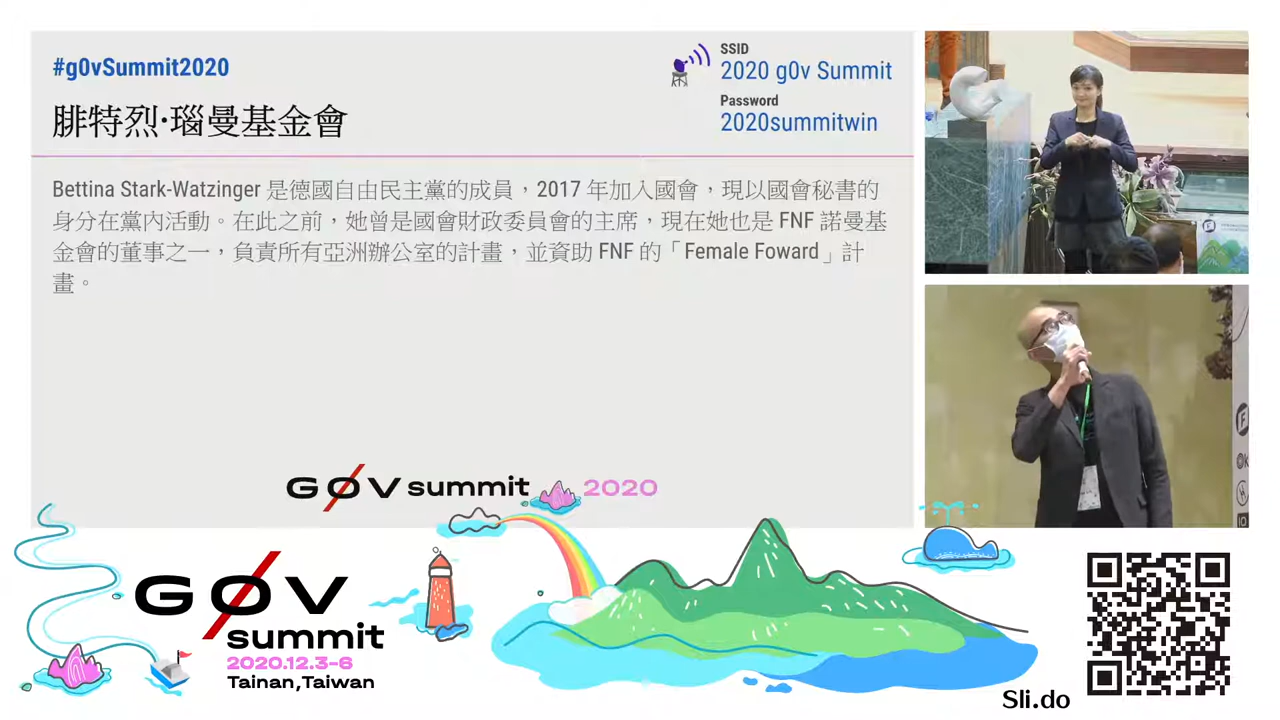 #g0vSummit2020
SSID
2020 g0v Summit
Password
2020summitwin
腓特烈·瑙曼基金會
Bettina Stark-Watzinger 是德國自由民主黨的成員，2017 年加入國會，現以國會秘書的
身分在黨內活動。在此之前，她曾是國會財政委員會的主席，現在她也是 FNF 諾曼基
金會的董事之一，負責所有亞洲辦公室的計畫，並資助 FNF 的「Female Foward」計
畫。
GØV summit 2020
GØV
summit
2020.12.3-6
Tainan,Taiwan
Sli.do